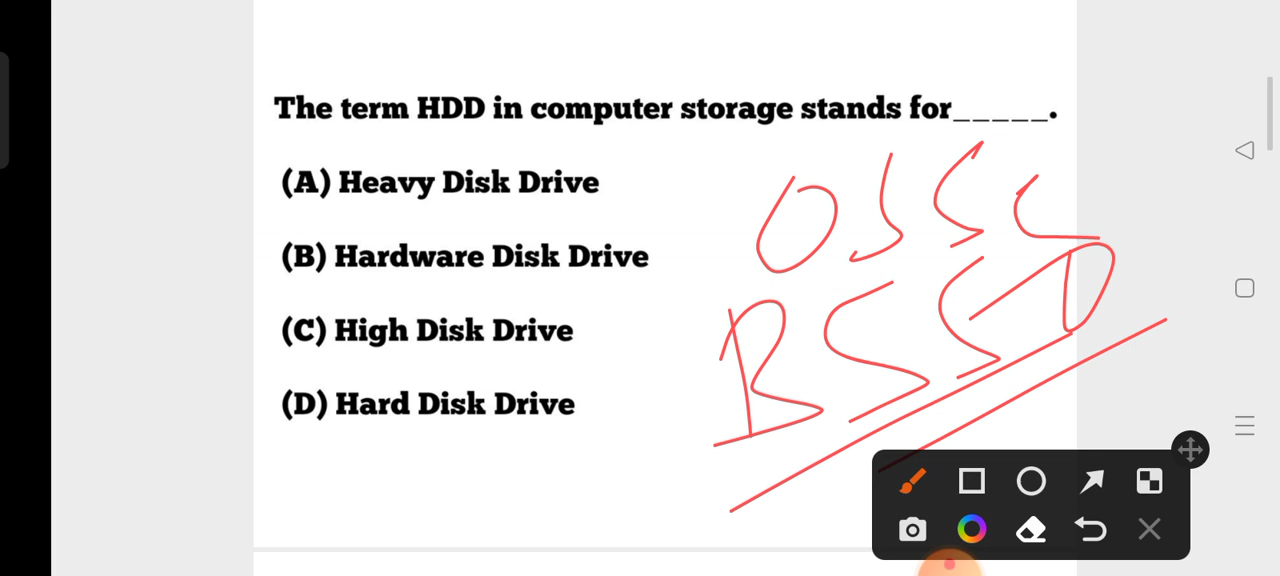 The term HDD in computer storage stands for_____.
(A) Heavy Disk Drive
(B) Hardware Disk Drive
(C) High Disk Drive
(D) Hard Disk Drive